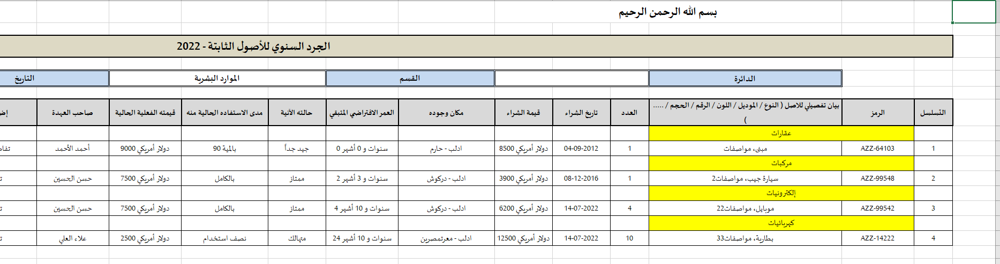 بسم الله الرحمن الرحيم
الجرد السنوي للأصول الثابتة - 2022
الدائرة القسم الموارد البشرية التاريخ
التسلسل الرمز بيان تفصيلي للاصل ( النوع / الموديل / اللون / الرقم / الحجم / ..... ) العدد تاريخ الشراء قيمة الشراء مكان وجوده العمر الافتراضي المتبقي حالته الآنية مدى الاستفاده الحالية منه قيمته الفعلية الحالية صاحب العهدة
عقارات
1 AZZ-64103 مبنى، مواصفات 1 04-09-2012 8500 دولار أمريكي ادلب - حارم 0 سنوات و 0 أشهر جيد جداً 90 بالمية 9000 دولار أمريكي أحمد الأحمد
مركبات
2 AZZ-99548 سيارة جيب، مواصفات2 1 08-12-2016 3900 دولار أمريكي ادلب - دركوش 2 سنوات و 3 أشهر ممتاز بالكامل 7500 دولار أمريكي حسن الحسين
إلكترونيات
3 AZZ-99542 موبايل، مواصفات22 4 14-07-2022 6200 دولار أمريكي ادلب - دركوش 4 سنوات و 10 أشهر ممتاز بالكامل 7500 دولار أمريكي حسن الحسين
كهربائيات
4 AZZ-14222 بطارية، مواصفات33 10 14-07-2022 12500 دولار أمريكي ادلب - معرتمصرين 24 سنوات و 10 أشهر متهالك نصف استخدام 2500 دولار أمريكي علاء العلي